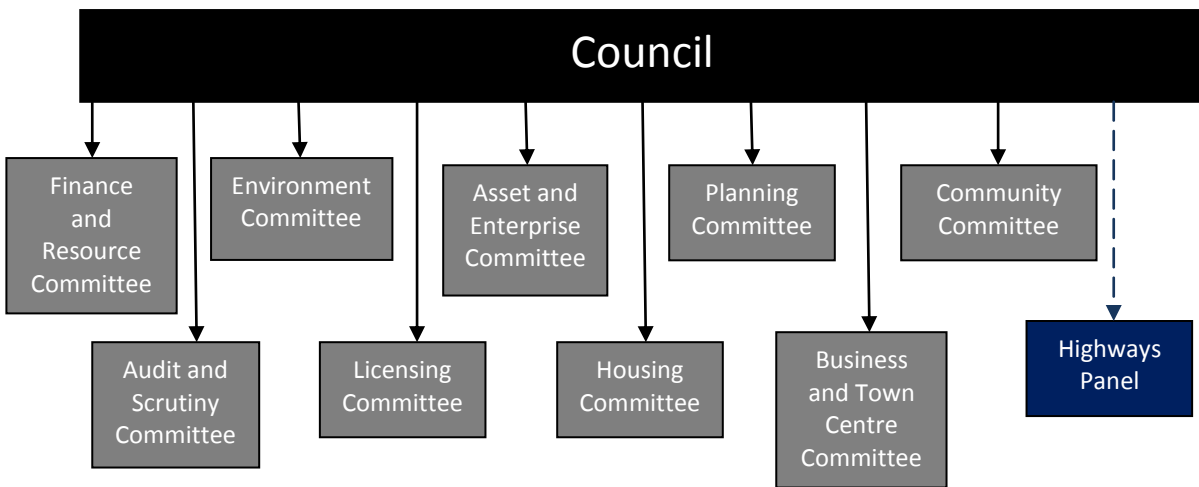 Council
Finance
and
Resource
Committee
Environment
Committee
Asset and
Enterprise
Committee
Planning
Committee
Community
Committee
Audit and
Scrutiny
Committee
Licensing
Committee
Housing
Committee
Business
and Town
Centre
Committee
Highways
Panel